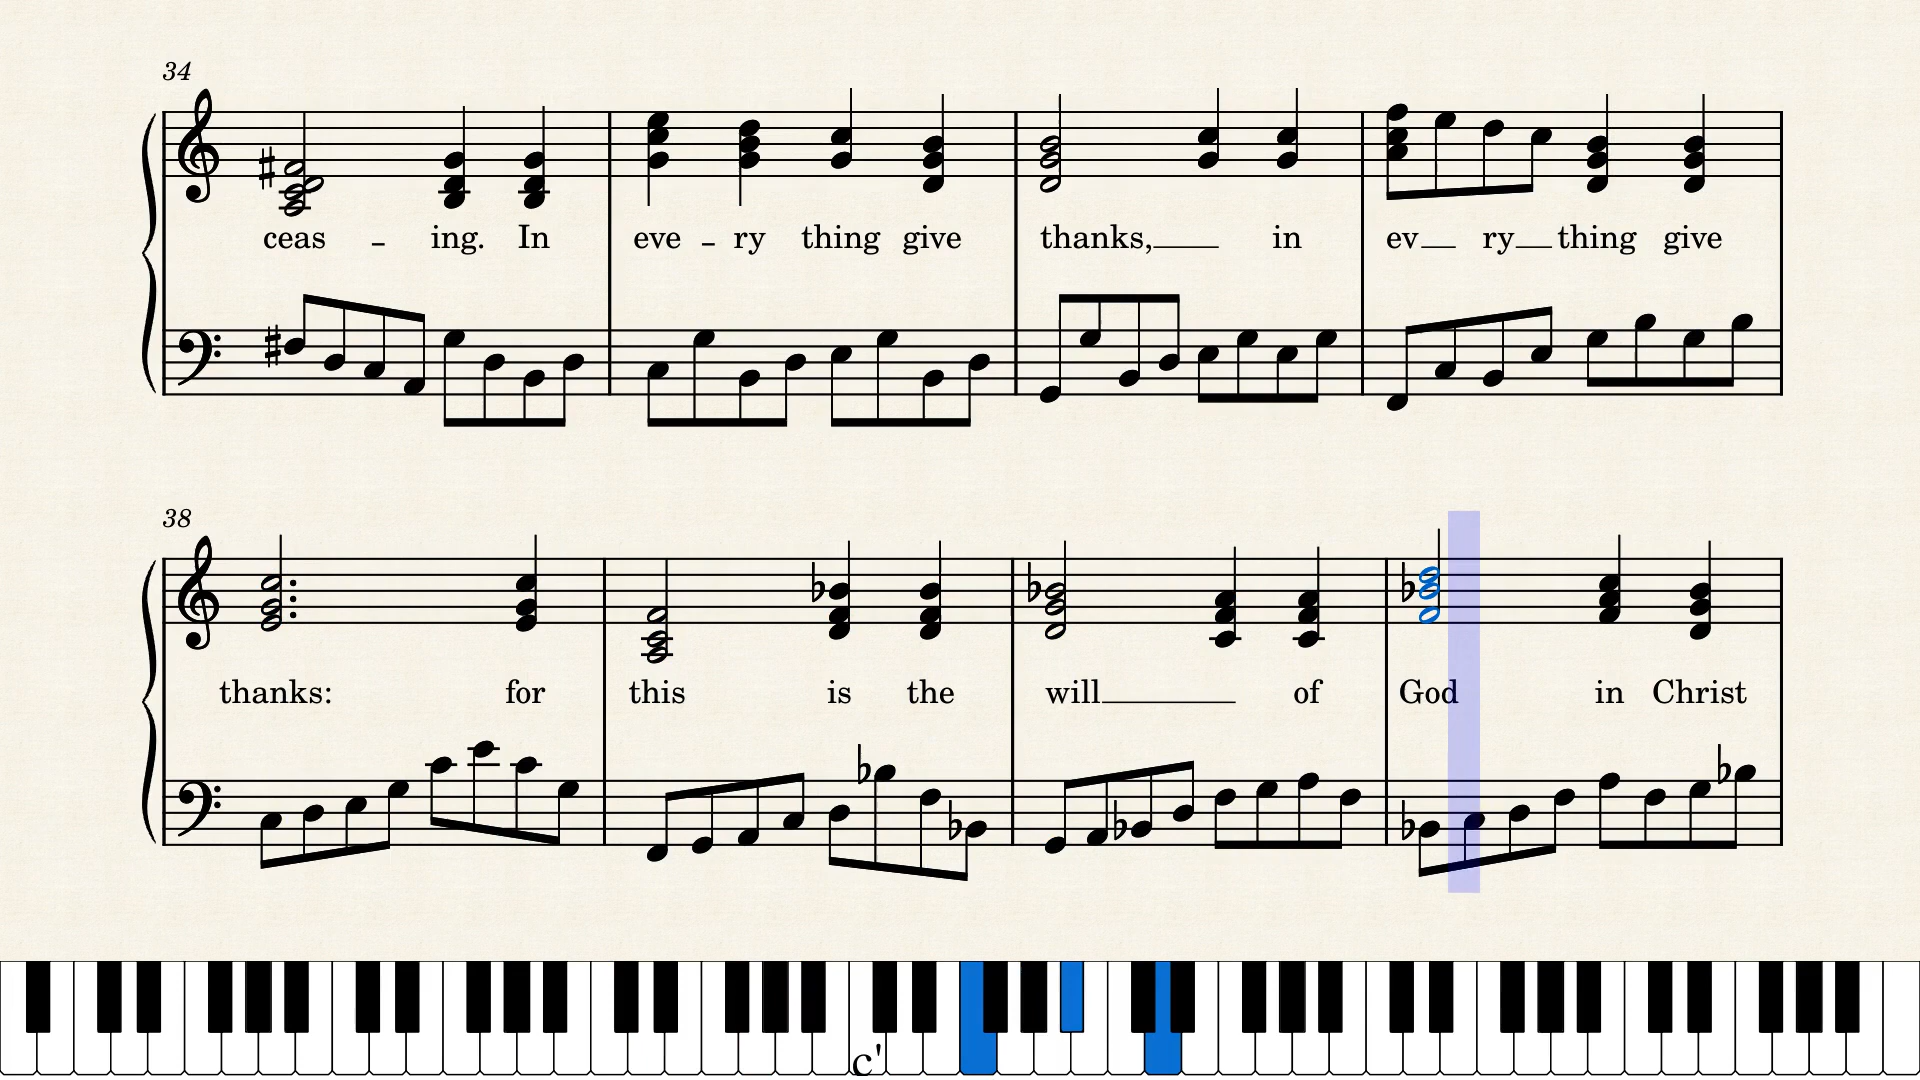 34
ceas - ing. In eve - ry thing give thanks, in ev ry thing give
38
thanks: for this is the will of God in Christ
c'